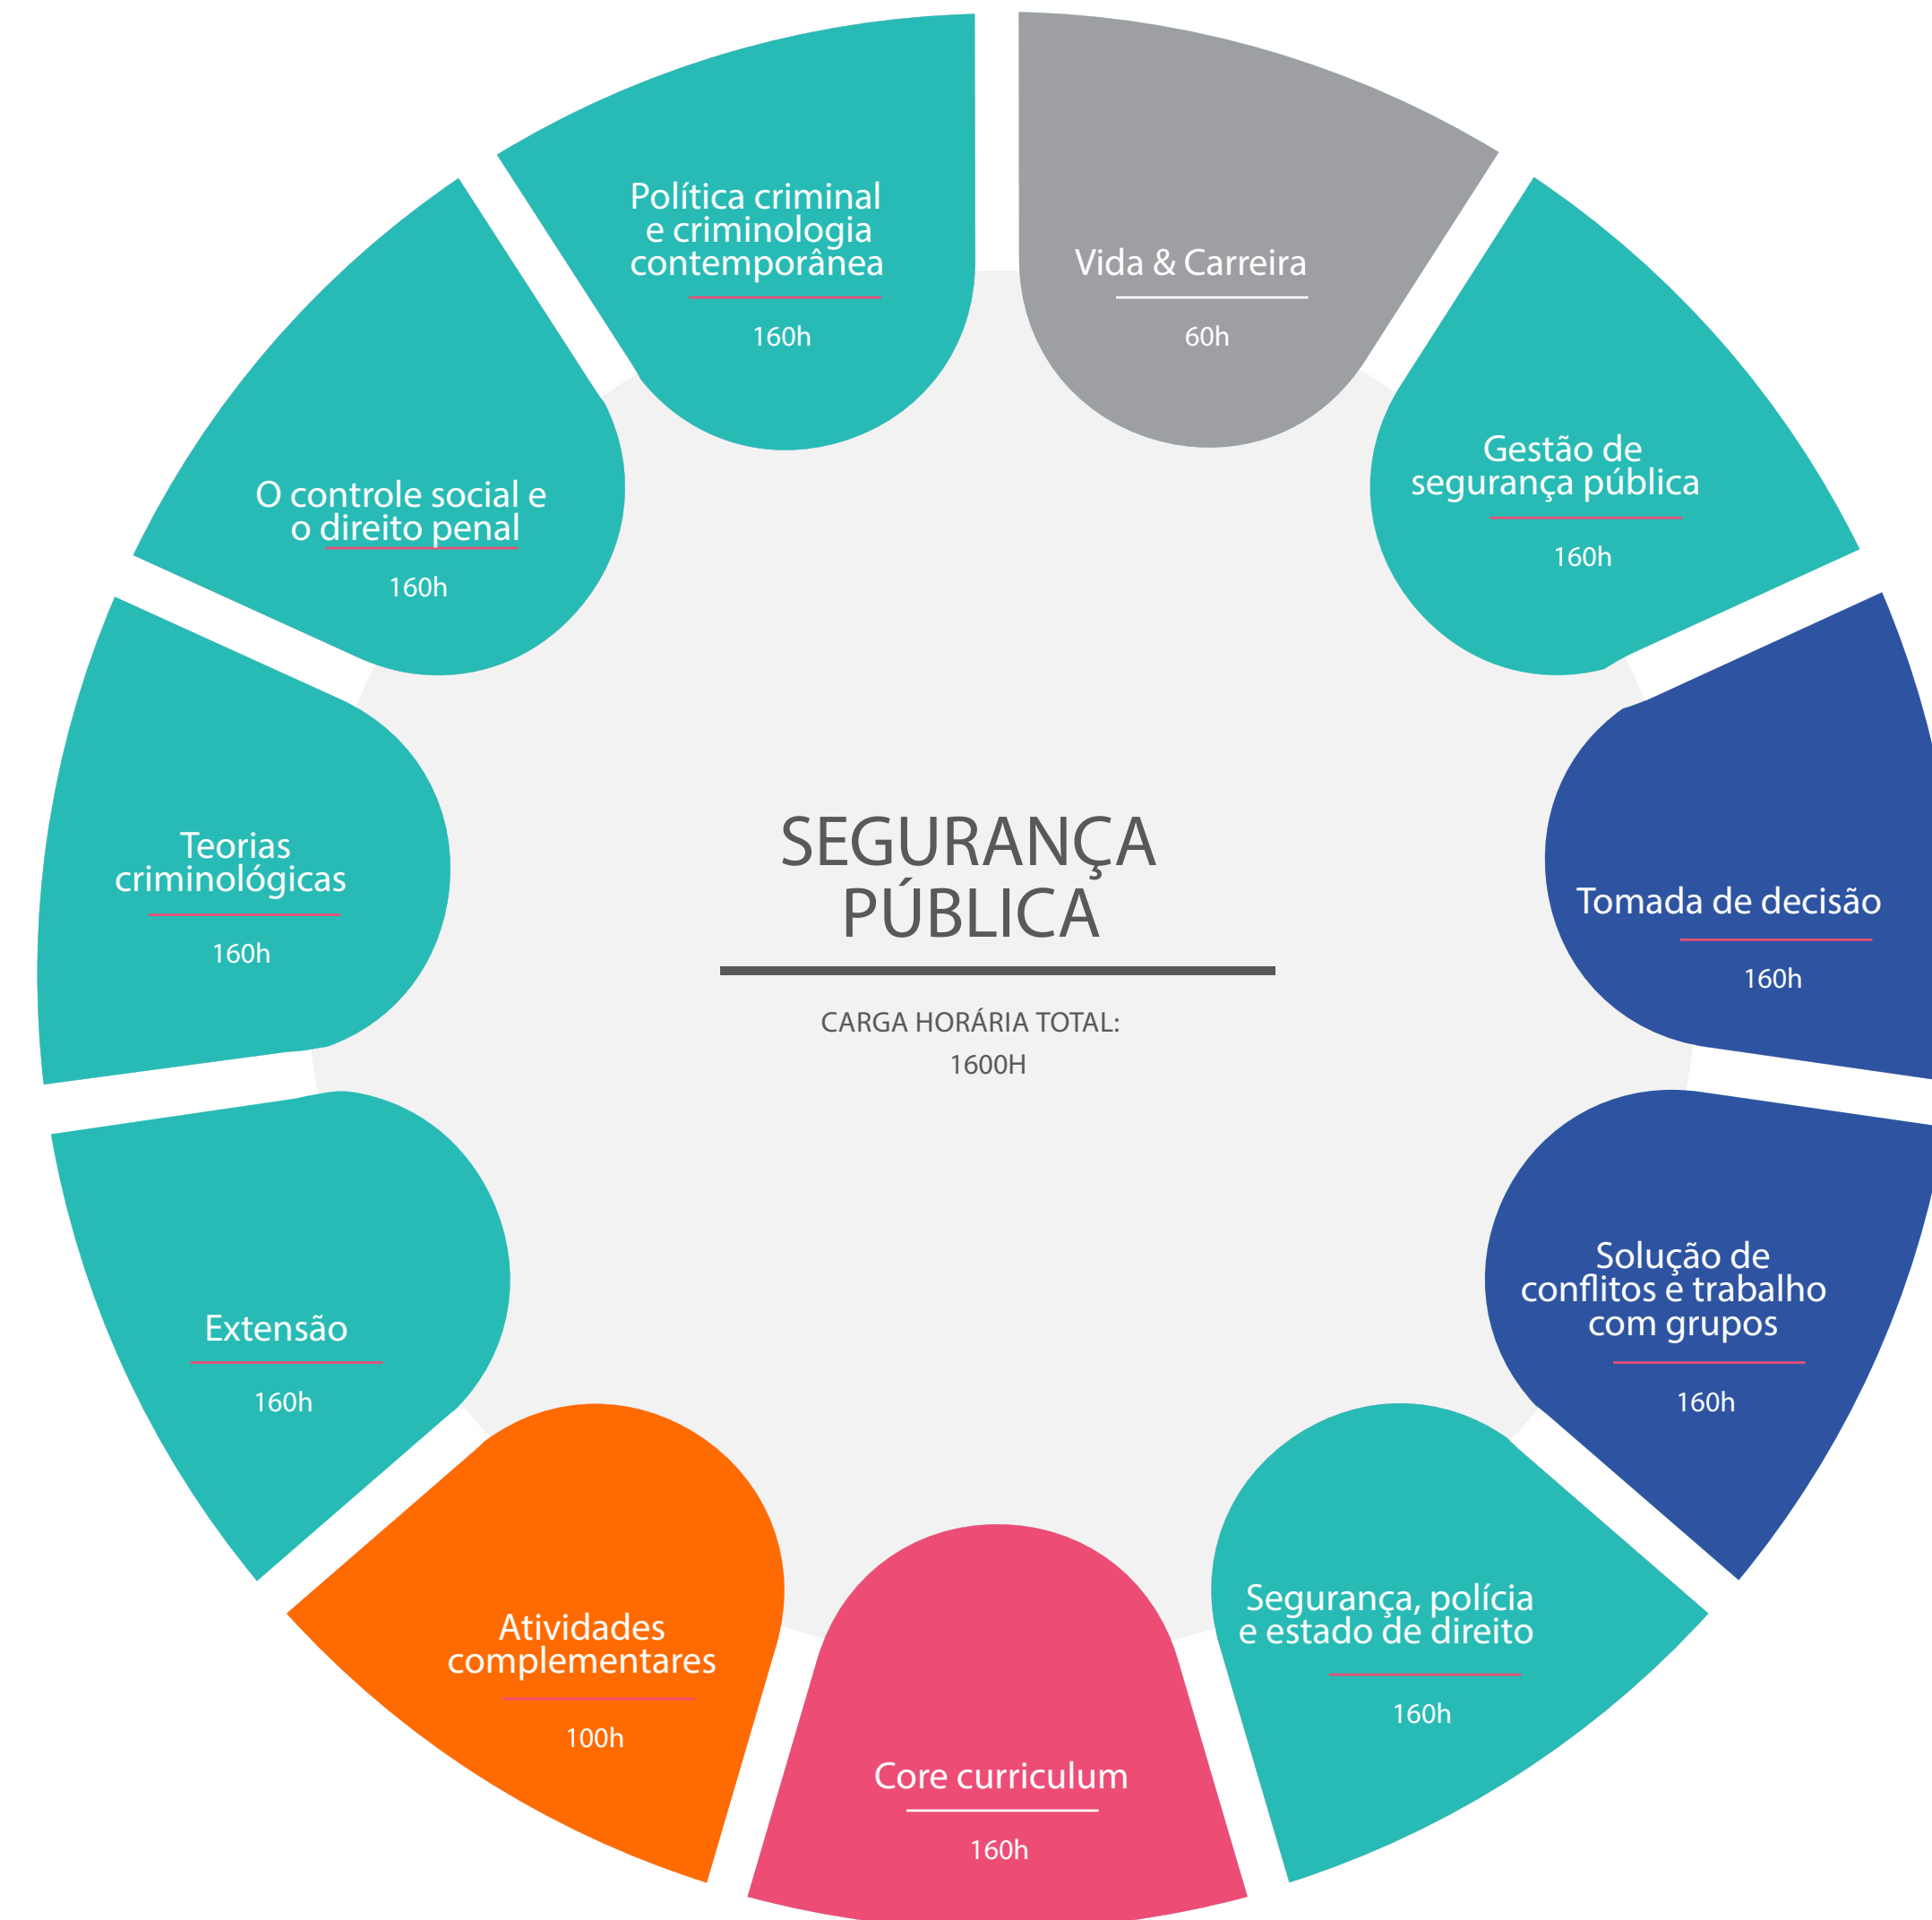 Política criminal
e criminologia
contemporânea
160h
Vida & Carreira
60h
Gestão de
segurança pública
160h
O controle social e
o direito penal
160h
Teorias
criminológicas
160h
SEGURANÇA
PÚBLICA
CARGA HORÁRIA TOTAL:
1600H
Tomada de decisão
160h
Solução de
conflitos e trabalho
com grupos
160h
Extensão
160h
Atividades
complementares
100h
Segurança, polícia
e estado de direito
160h
Core curriculum
160h